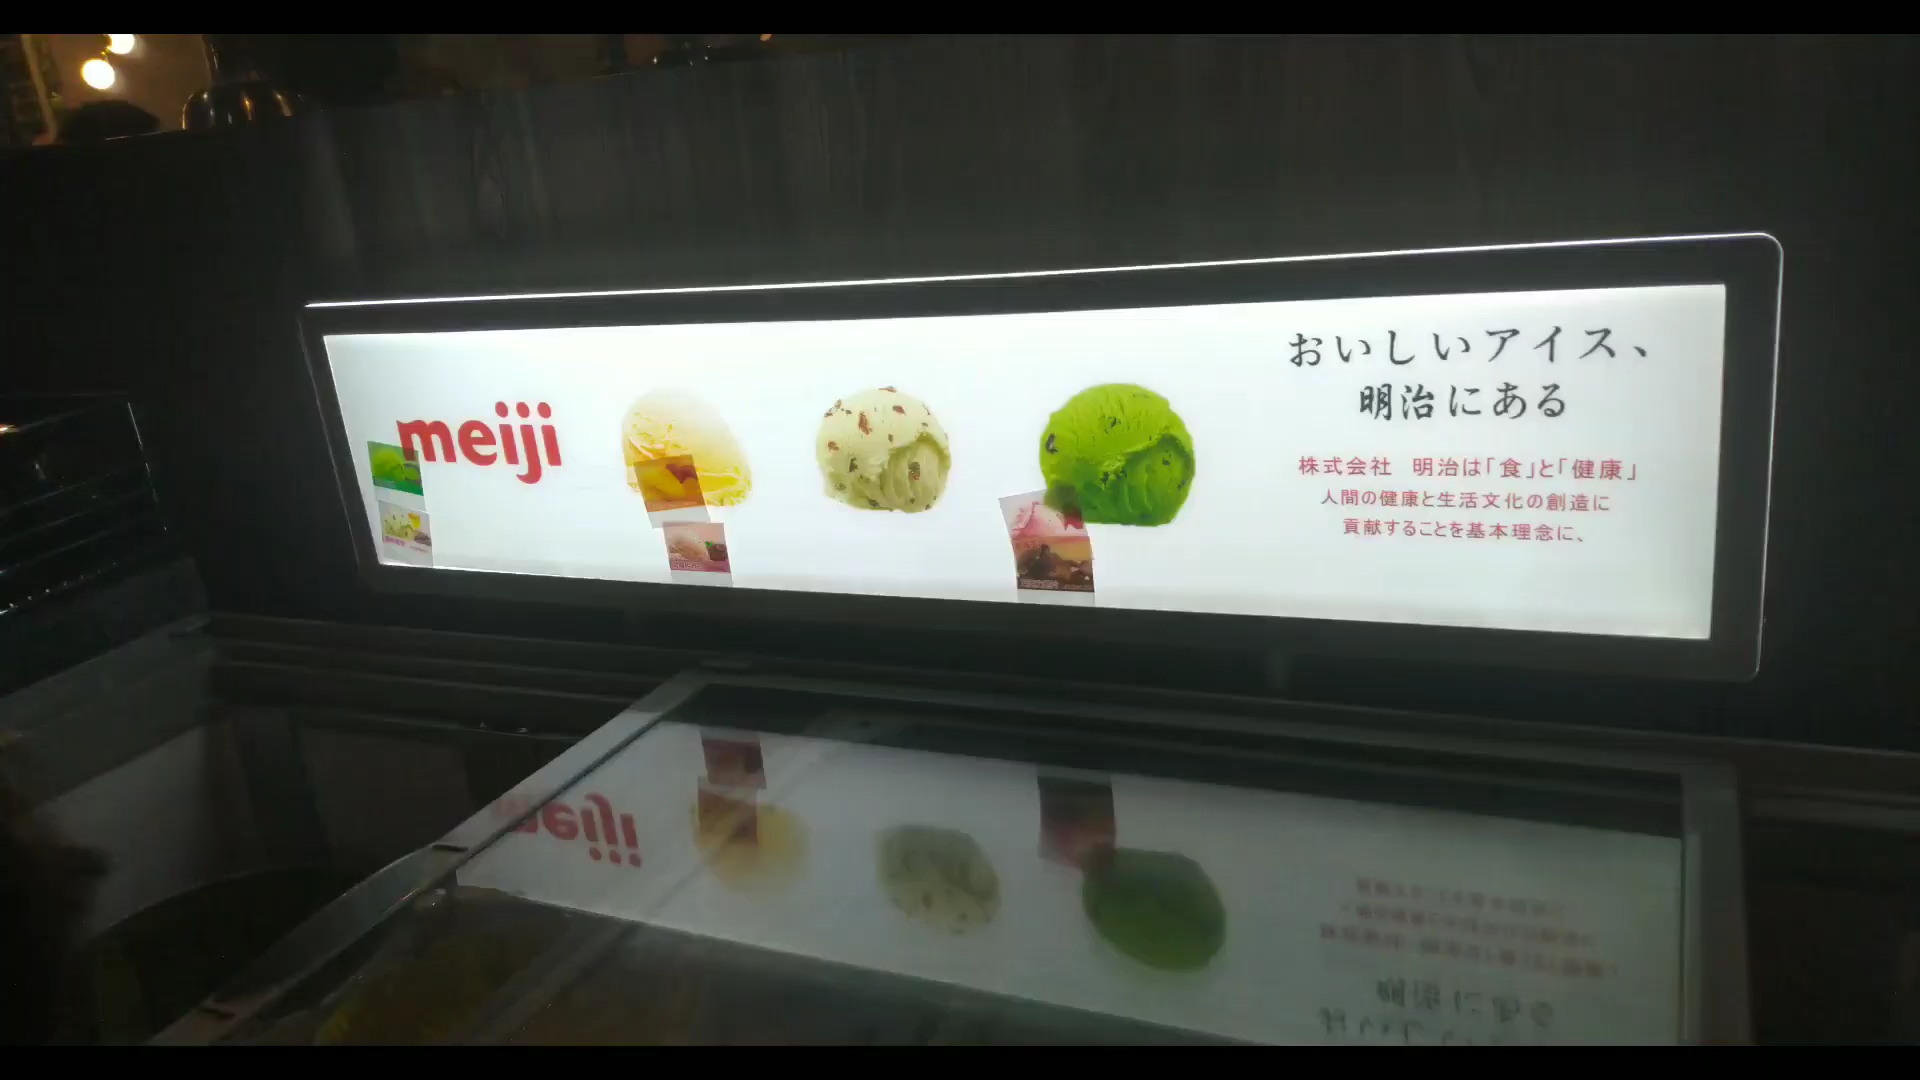 meiji
おいしいアイス、
明治にある
株式会社　明治は「食」と「健康」
人間の健康と生活文化の創造に
貢献することを基本理念に、